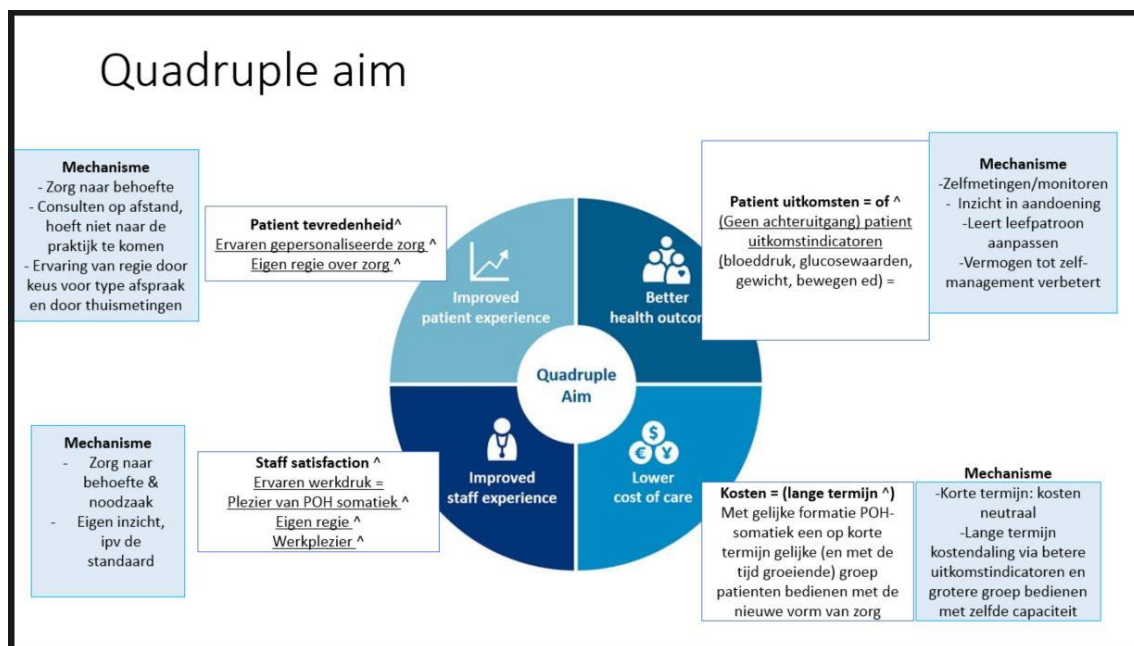 Quadruple aim
Mechanisme
- Zorg naar behoefte
- Consulten op afstand,
hoeft niet naar de
praktijk te komen
- Ervaring van regie door
keus voor type afspraak
en door thuismetingen
Patient tevredenheid^
Ervaren gepersonaliseerde zorg ^
Eigen regie over zorg ^
Improved
patient experience
Better
health outcom
Patient uitkomsten = of ^
(Geen achteruitgang) patient
uitkomstindicatoren
(bloeddruk, glucosewaarden,
gewicht, bewegen ed) =
Mechanisme
-Zelfmetingen/monitoren
- Inzicht in aandoening
-Leert leefpatroon
aanpassen
-Vermogen tot zelf-
management verbetert
Quadruple
Aim
Mechanisme
- Zorg naar
behoefte &
noodzaak
- Eigen inzicht,
ipv de
standaard
Staff satisfaction ^
Ervaren werkdruk =
Plezier van POH somatiek ^
Eigen regie ^
Werkplezier ^
Improved
staff experience
$
€ ¥
Lower
cost of care
Kosten = (lange termijn ^)
Met gelijke formatie POH-
somatiek een op korte
termijn gelijke (en met de
tijd groeiende) groep
patienten bedienen met de
nieuwe vorm van zorg
Mechanisme
-Korte termijn: kosten
neutraal
-Lange termijn
kostendaling via betere
uitkomstindicatoren en
grotere groep bedienen
met zelfde capaciteit